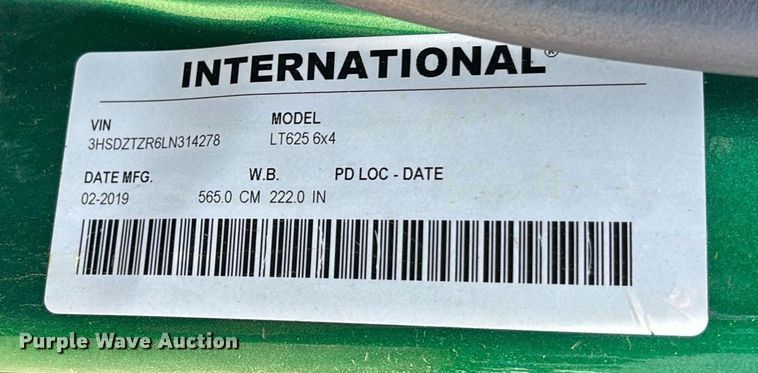 INTERNATIONAL®
VIN MODEL
3HSDZTZR6LN314278 LT625 6x4
DATE MFG. W.B. PD LOC - DATE
02-2019 565.0 CM 222.0 IN
Purple Wave Auction